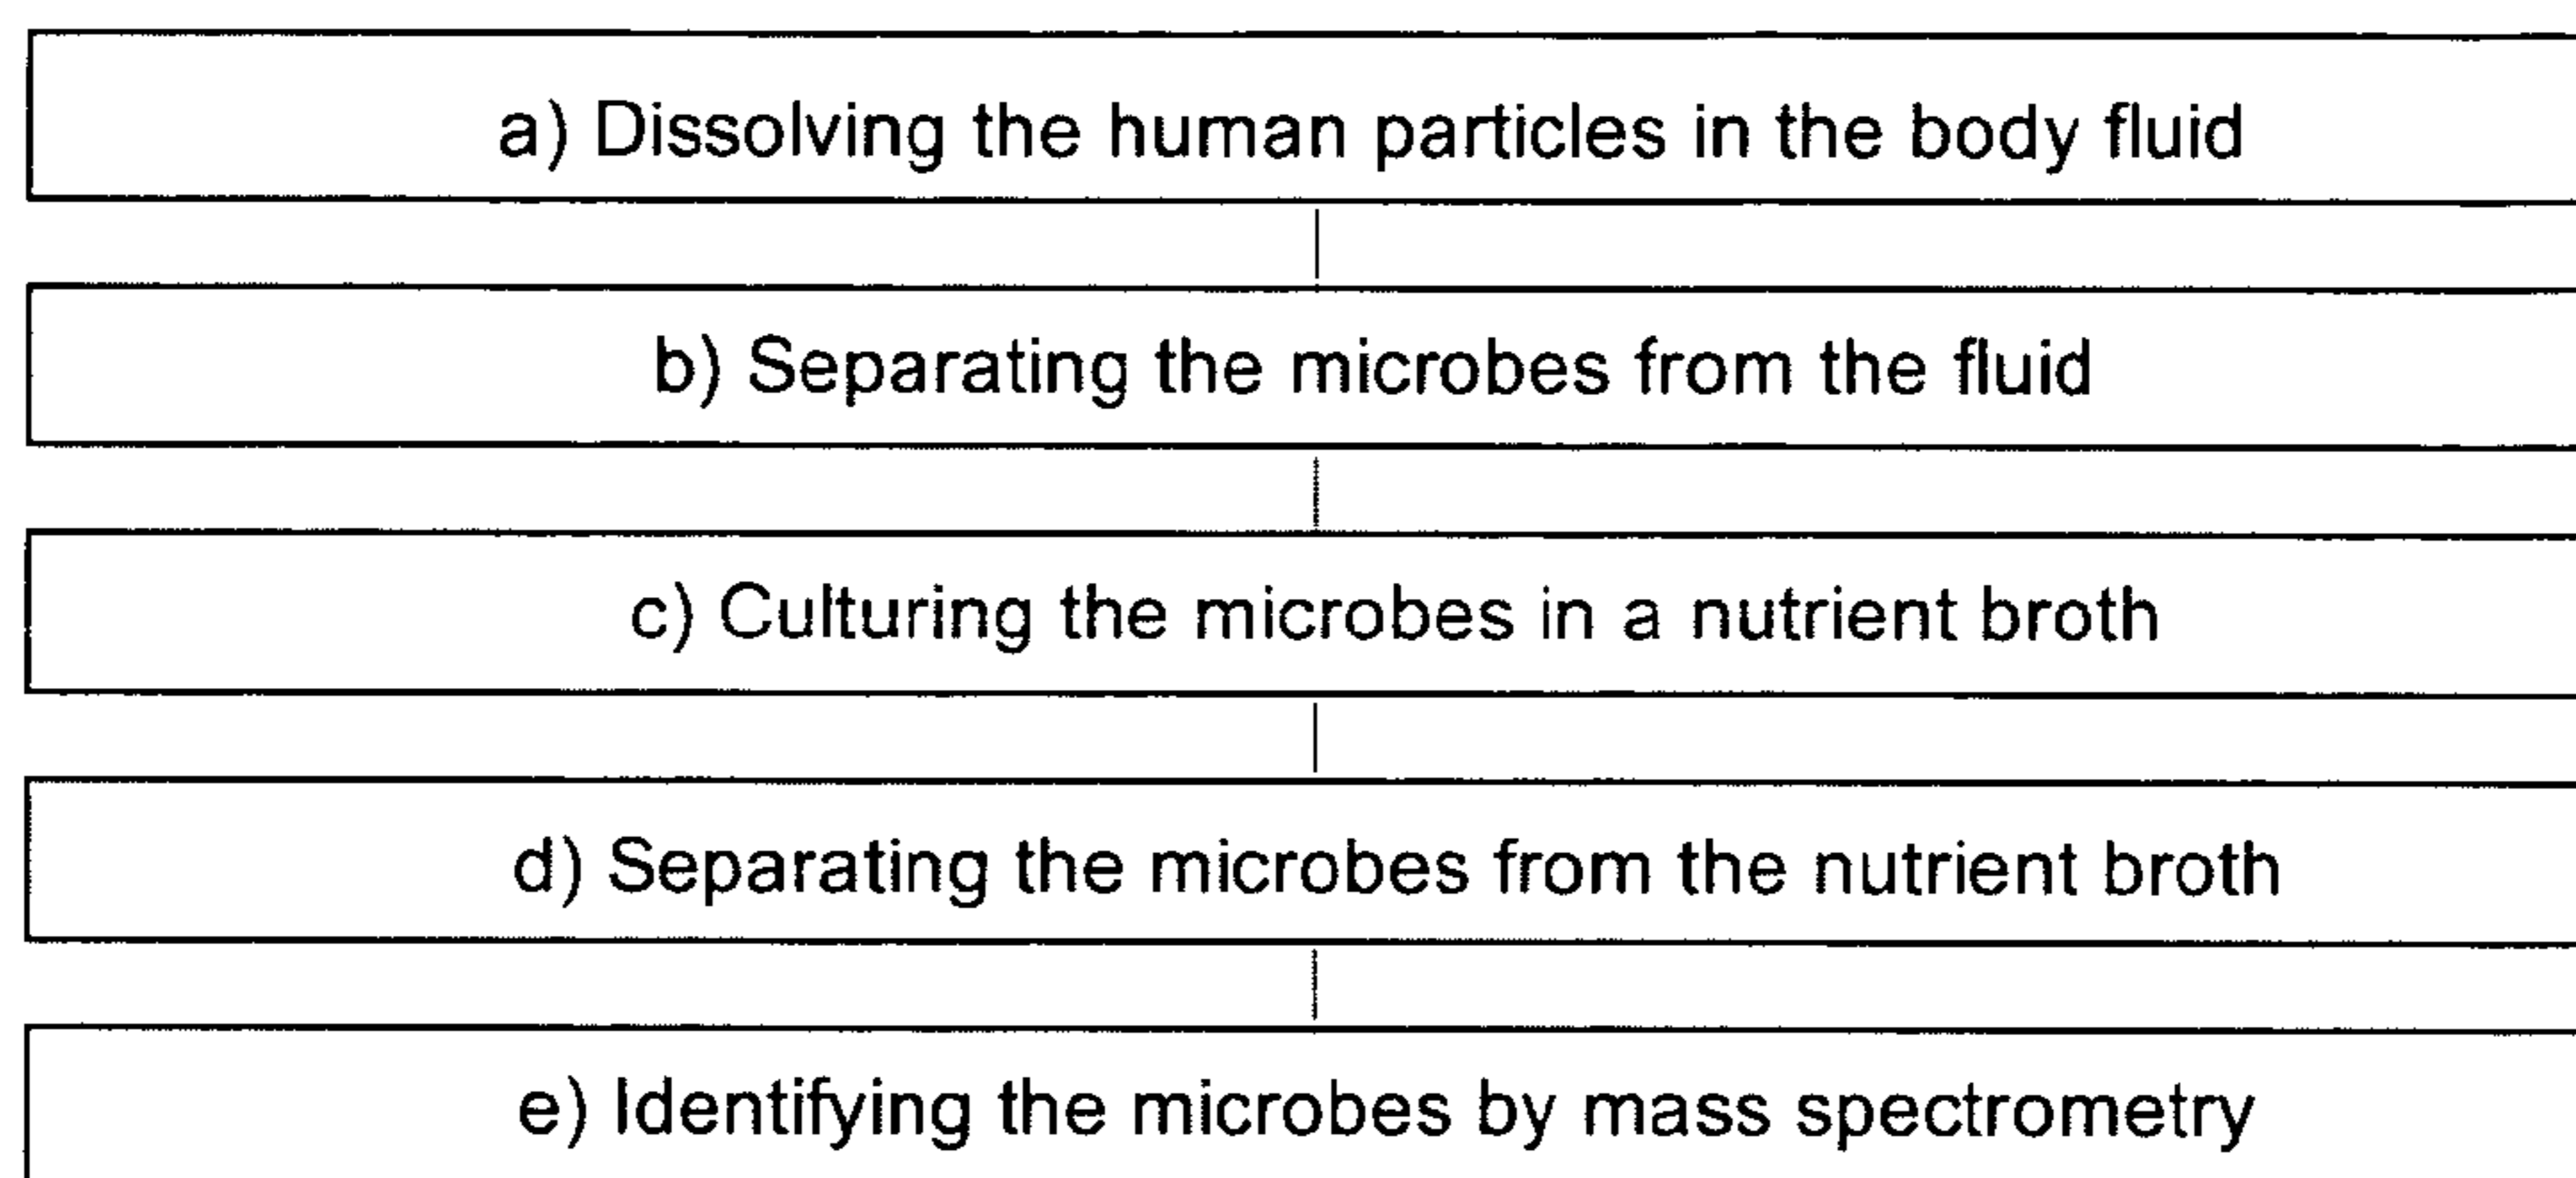 a) Dissolving the human particles in the body fluid
b) Separating the microbes from the fluid
c) Culturing the microbes in a nutrient broth
d) Separating the microbes from the nutrient broth
e) Identifying the microbes by mass spectrometry